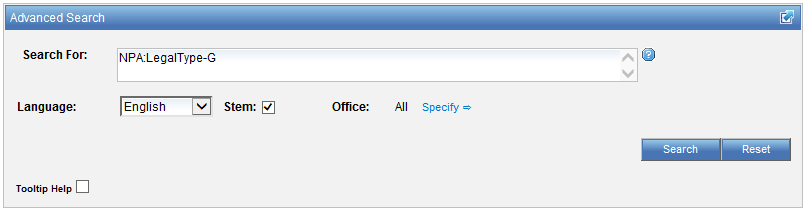 Advanced Search
Search For: NPA:LegalType-G
Language: English Stem: Office: All Specify ⇨
Search Reset
Tooltip Help